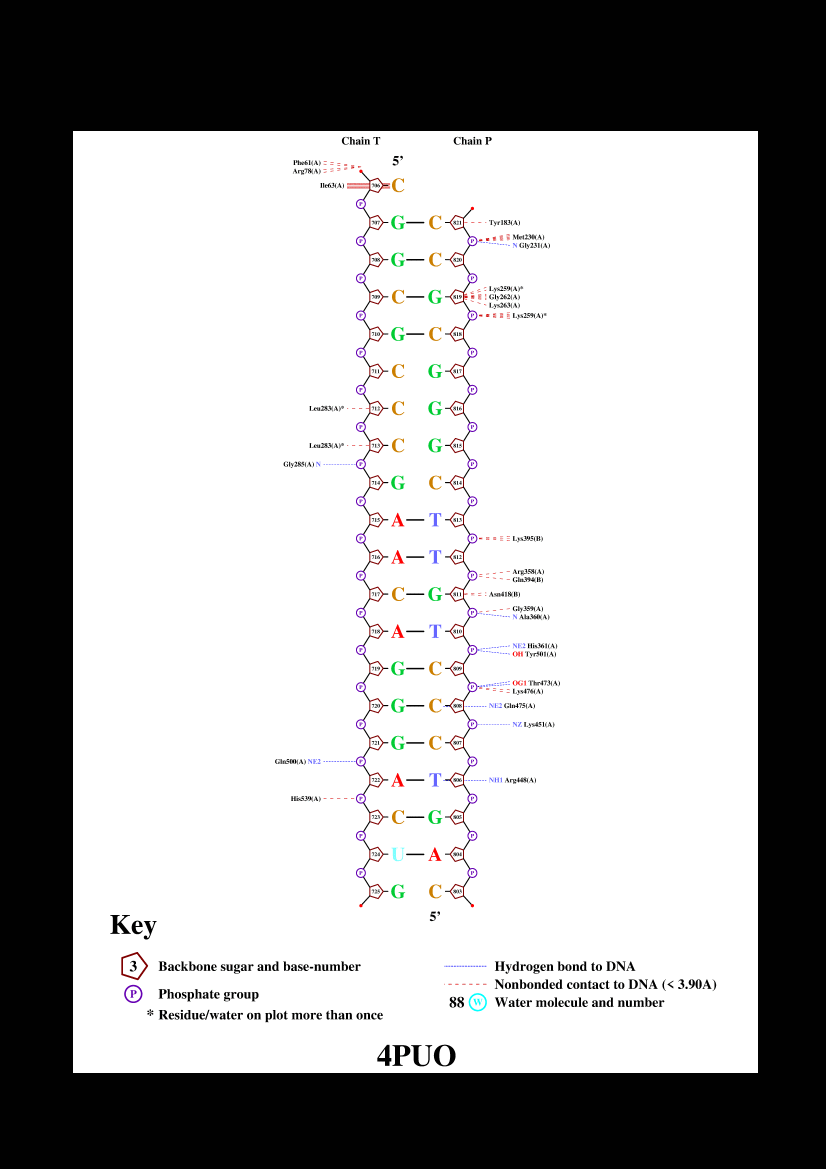 Chain T Chain P
5’
Phe61(A)
Arg78(A)
Ile63(A) 706 C
P
707 G C 821 Tyr183(A)
P P Met230(A)
N Gly231(A)
708 G C 820
P P
Lys259(A)*
709 C G 819 Gly262(A)
Lys263(A)
P P Lys259(A)*
710 G C 818
P P
711 C G 817
P P
Leu283(A)* 712 C G 816
P P
Leu283(A)* 713 C G 815
Gly285(A) N P P
714 G C 814
P P
715 A T 813
P P Lys395(B)
716 A T 812
P P Arg358(A)
Gln394(B)
717 C G 811 Asn418(B)
P P Gly359(A)
N Ala360(A)
718 A T 810
P P NE2 His361(A)
OH Tyr501(A)
719 G C 809
P P OG1 Thr473(A)
Lys476(A)
720 G C 808 NE2 Gln475(A)
P P NZ Lys451(A)
721 G C 807
Gln500(A) NE2 P P
722 A T 806 NH1 Arg448(A)
His539(A) P P
723 C G 805
P P
724 U A 804
P P
725 G C 803
5’
Key
3 Backbone sugar and base-number
P Phosphate group
* Residue/water on plot more than once
Hydrogen bond to DNA
Nonbonded contact to DNA (< 3.90A)
88 W Water molecule and number
4PUO